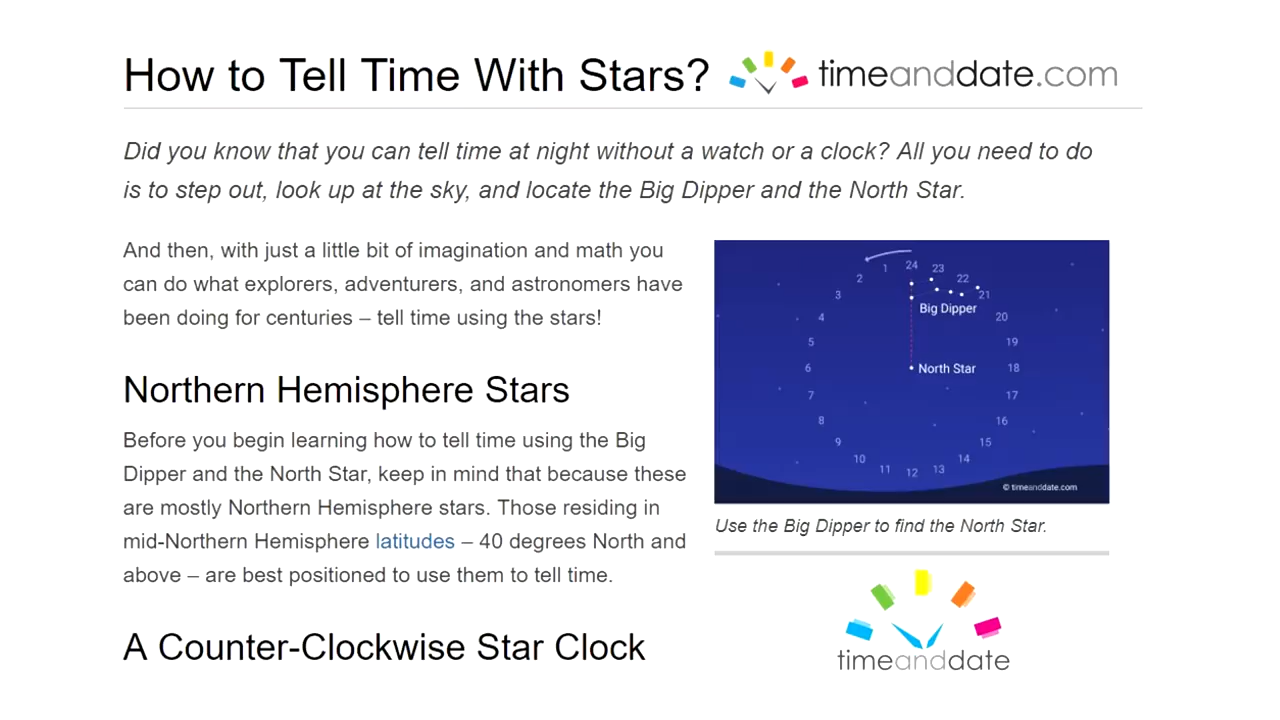 How to Tell Time With Stars?
timeanddate.com
Did you know that you can tell time at night without a watch or a clock? All you need to do
is to step out, look up at the sky, and locate the Big Dipper and the North Star.
And then, with just a little bit of imagination and math you
can do what explorers, adventurers, and astronomers have
been doing for centuries – tell time using the stars!
Northern Hemisphere Stars
Before you begin learning how to tell time using the Big
Dipper and the North Star, keep in mind that because these
are mostly Northern Hemisphere stars. Those residing in
mid-Northern Hemisphere latitudes – 40 degrees North and
above – are best positioned to use them to tell time.
A Counter-Clockwise Star Clock
24
1
2
3
4
5
6
7
8
9
10
11
12
13
14
15
16
17
18
19
20
21
22
23
Big Dipper
North Star
© timeanddate.com
Use the Big Dipper to find the North Star.
timeanddate